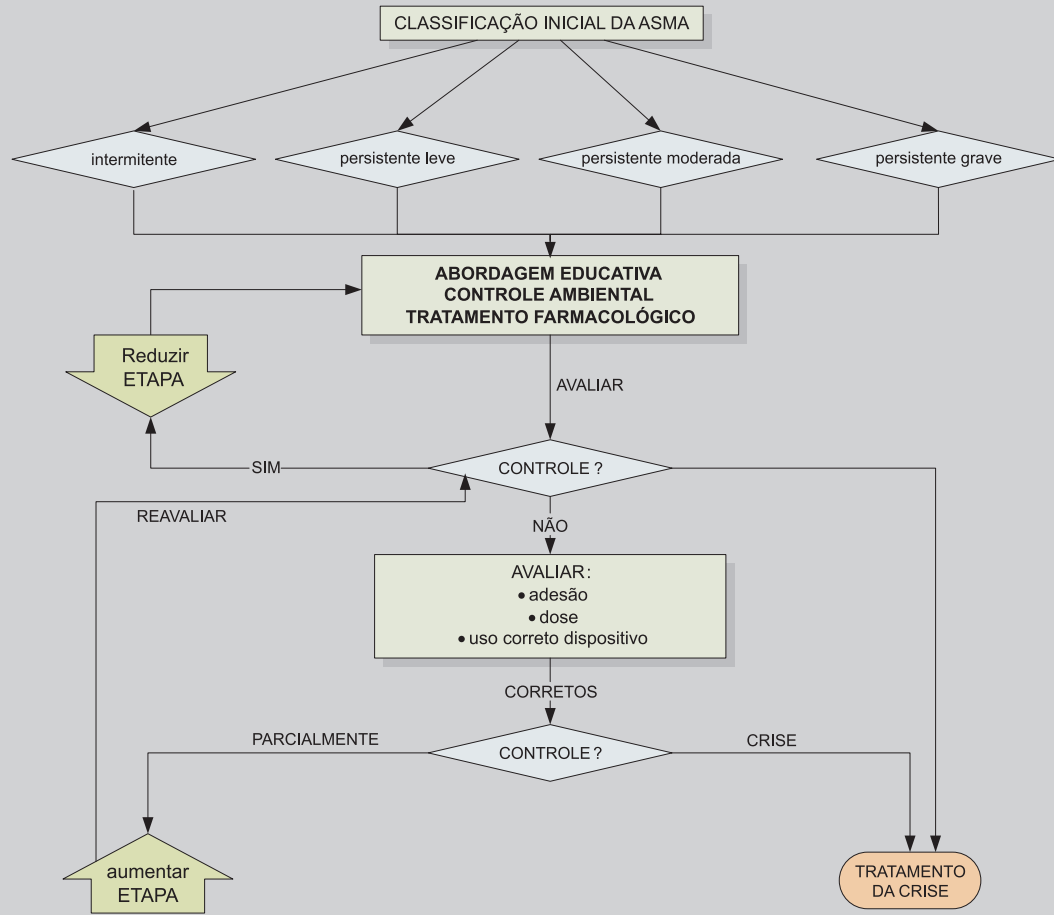 CLASSIFICAÇÃO INICIAL DA ASMA
intermitente
persistente leve
persistente moderada
persistente grave
ABORDAGEM EDUCATIVA
CONTROLE AMBIENTAL
TRATAMENTO FARMACOLÓGICO
Reduzir
ETAPA
AVALIAR
SIM
CONTROLE ?
REAVALIAR
NÃO
AVALIAR:
• adesão
• dose
• uso correto dispositivo
CORRETOS
PARCIALMENTE
CONTROLE ?
CRISE
aumentar
ETAPA
TRATAMENTO
DA CRISE